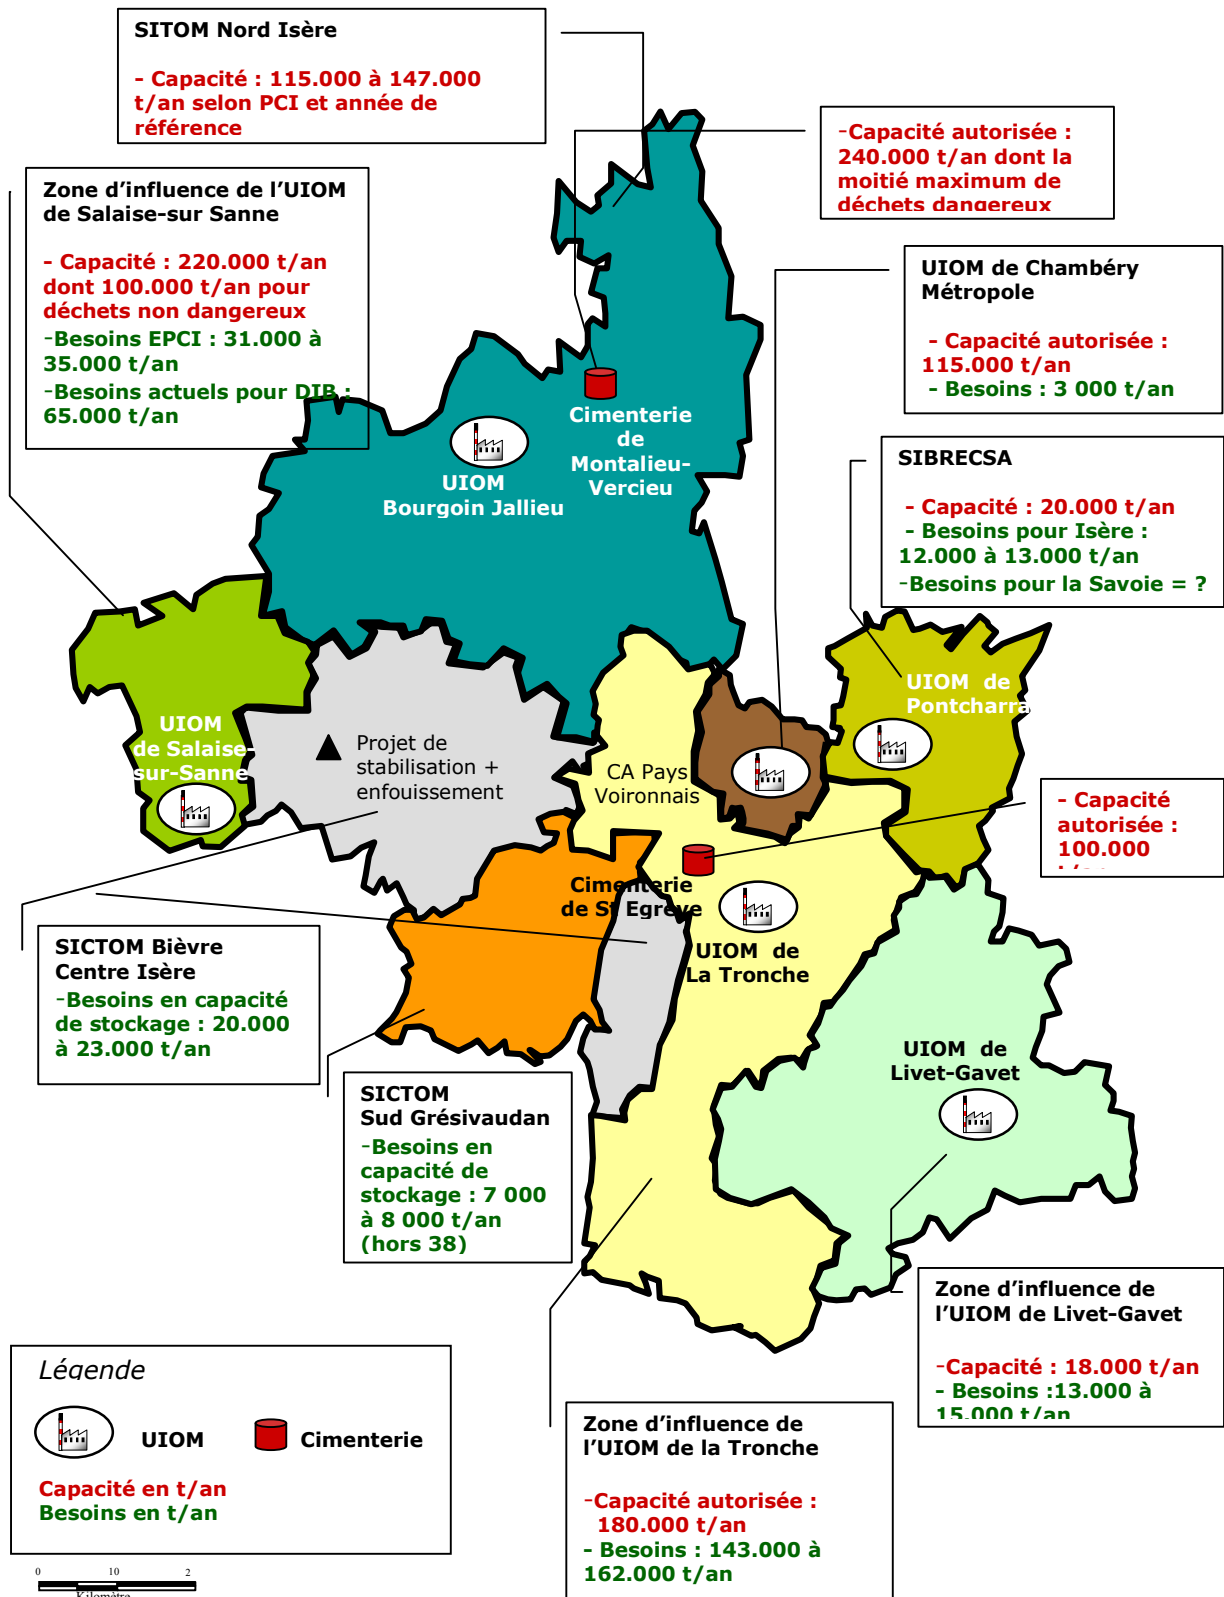 SITOM Nord Isère
- Capacité : 115.000 à 147.000
t/an selon PCI et année de
référence
-Capacité autorisée :
240.000 t/an dont la
moitié maximum de
déchets dangereux
Zone d'influence de l'UIOM
de Salaise-sur Sanne
- Capacité : 220.000 t/an
dont 100.000 t/an pour
déchets non dangereux
-Besoins EPCI : 31.000 à
35.000 t/an
-Besoins actuels pour DIB :
65.000 t/an
UIOM de Chambéry
Métropole
- Capacité autorisée :
115.000 t/an
- Besoins : 3 000 t/an
SIBRECSA
- Capacité : 20.000 t/an
- Besoins pour Isère :
12.000 à 13.000 t/an
-Besoins pour la Savoie = ?
Cimenterie
de
Montalieu-
Vercieu
UIOM
Bourgoin Jallieu
UIOM de
Pontcharra
UIOM
de Salaise-
sur-Sanne
Projet de
stabilisation +
enfouissement
CA Pays
Voironnais
- Capacité
autorisée :
100.000
Cimenterie
de St Egrève
UIOM de
La Tronche
SICTOM Bièvre
Centre Isère
-Besoins en capacité
de stockage : 20.000
à 23.000 t/an
UIOM de
Livet-Gavet
SICTOM
Sud Grésivaudan
-Besoins en
capacité de
stockage : 7 000
à 8 000 t/an
(hors 38)
Zone d'influence de
l'UIOM de Livet-Gavet
-Capacité : 18.000 t/an
- Besoins :13.000 à
15.000 t/an
Zone d'influence de
l'UIOM de la Tronche
-Capacité autorisée :
180.000 t/an
- Besoins : 143.000 à
162.000 t/an
Légende
UIOM
Cimenterie
Capacité en t/an
Besoins en t/an
0 10 2
Kilomètre